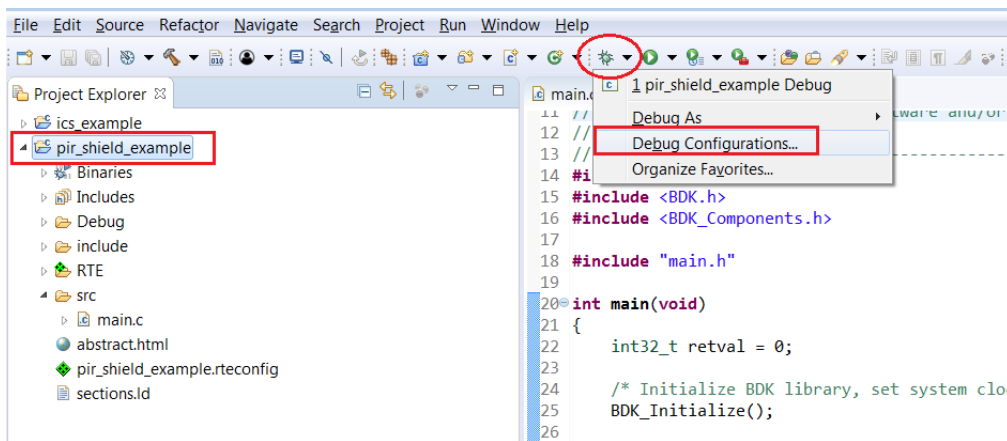 File Edit Source Refactor Navigate Search Project Run Window Help
Project Explorer
ics_example
pir_shield_example
Binaries
Includes
Debug
include
RTE
src
main.c
abstract.html
pir_shield_example.rteconfig
sections.ld
main.
1 pir_shield_example Debug
Debug As
Debug Configurations...
Organize Favorites...
11 // tware and/or
12 //
13 // ------------
14 #i
15 #include <BDK.h>
16 #include <BDK_Components.h>
17
18 #include "main.h"
19
20 int main(void)
21 {
22 int32_t retval = 0;
23
24 /* Initialize BDK library, set system clo
25 BDK_Initialize();
26